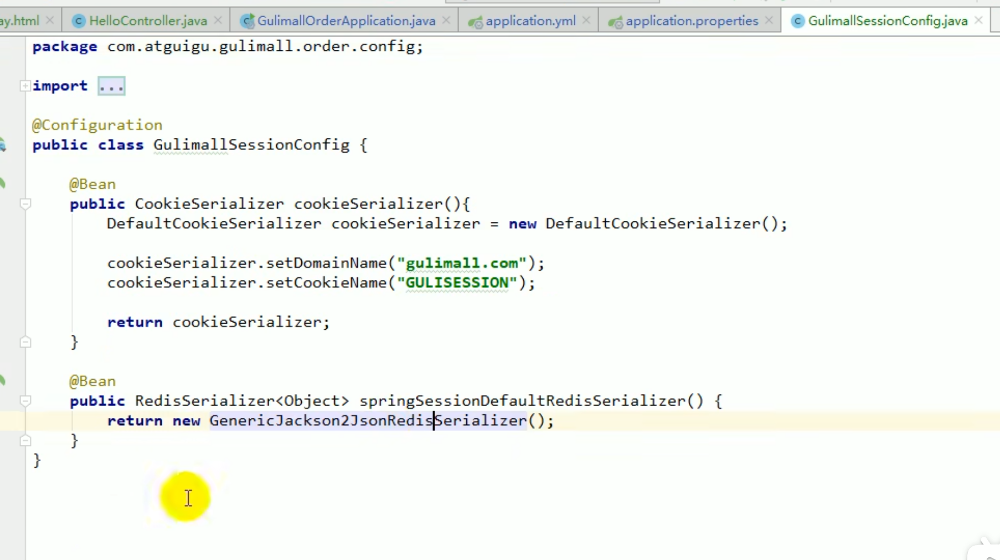 ay.html HelloController.java GulimallOrderApplication.java application.yml application.properties GulimallSessionConfig.java
package com.atguigu.gulimall.order.config;
import ...
@Configuration
public class GulimallSessionConfig {
@Bean
public CookieSerializer cookieSerializer(){
DefaultCookieSerializer cookieSerializer = new DefaultCookieSerializer();
cookieSerializer.setDomainName("gulimall.com");
cookieSerializer.setCookieName("GULISESSION");
return cookieSerializer;
}
@Bean
public RedisSerializer<Object> springSessionDefaultRedisSerializer() {
return new GenericJackson2JsonRedisSerializer();
}
}